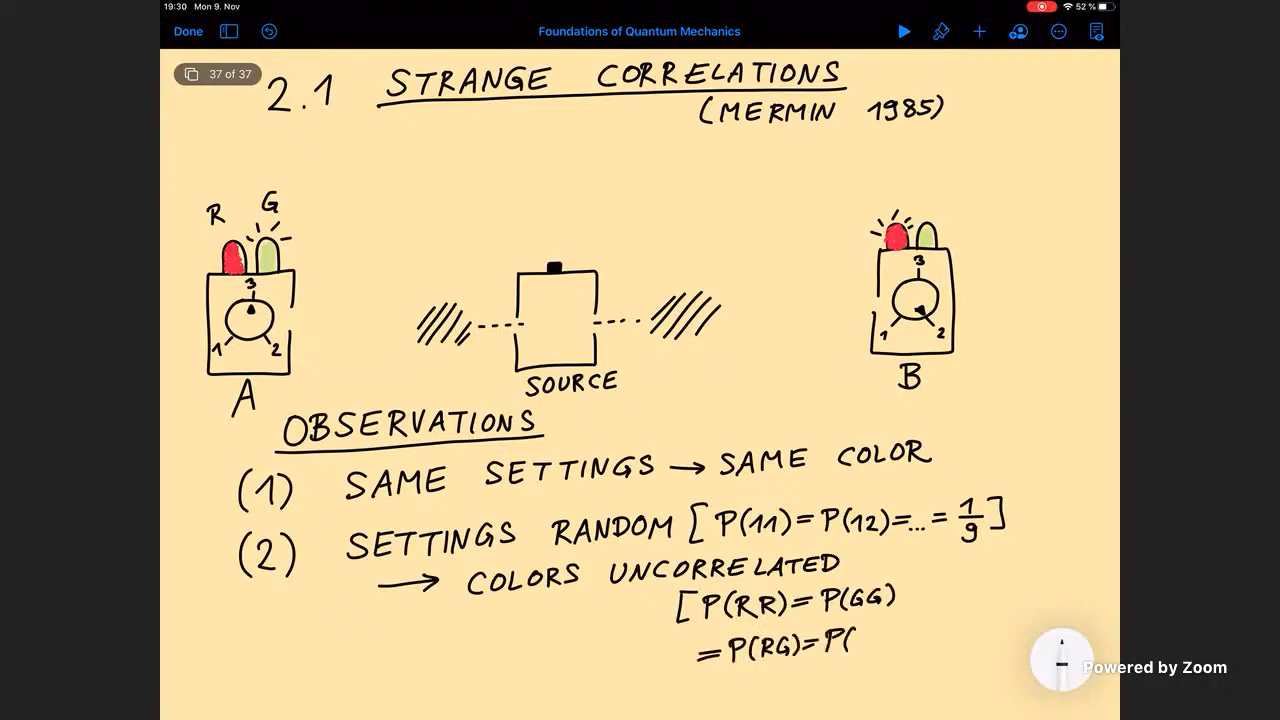 19:30 Mon 9. Nov
52 %
Done
Foundations of Quantum Mechanics
37 of 37
2.1 STRANGE CORRELATIONS
(MERMIN 1985)
R G
3
1 2
A
SOURCE
3
1 2
B
OBSERVATIONS
(1) SAME SETTINGS → SAME COLOR
(2) SETTINGS RANDOM [P(11)=P(12)=...=1/9]
→ COLORS UNCORRELATED
[P(RR)=P(GG)
=P(RG)=P(
Powered by Zoom